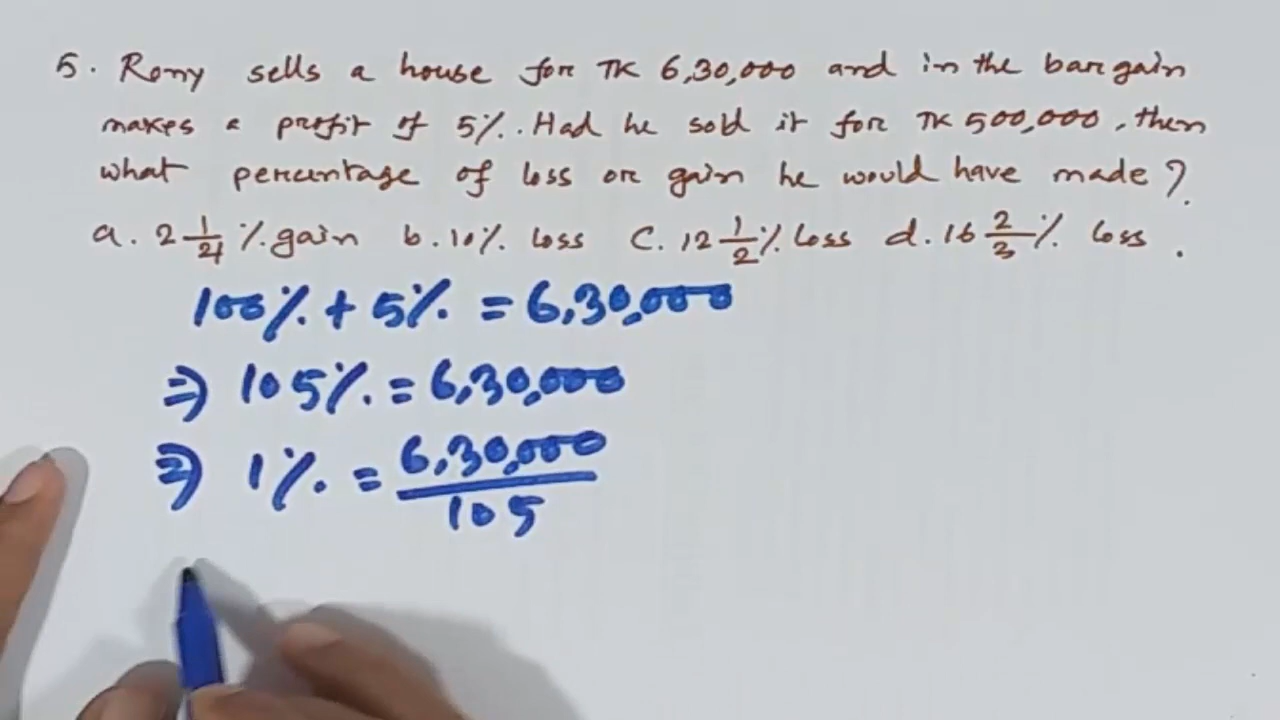 5. Rony sells a house for TK 6,30,000 and in the bargain
makes a profit of 5%. Had he sold it for TK 500,000, then
what percentage of loss or gain he would have made?
a. 2 1/21 % gain b. 10% loss C. 12 1/2 % loss d. 16 2/3 % loss.
100% + 5% = 6,30,000
⇒ 105% = 6,30,000
⇒ 1% = 6,30,000/105